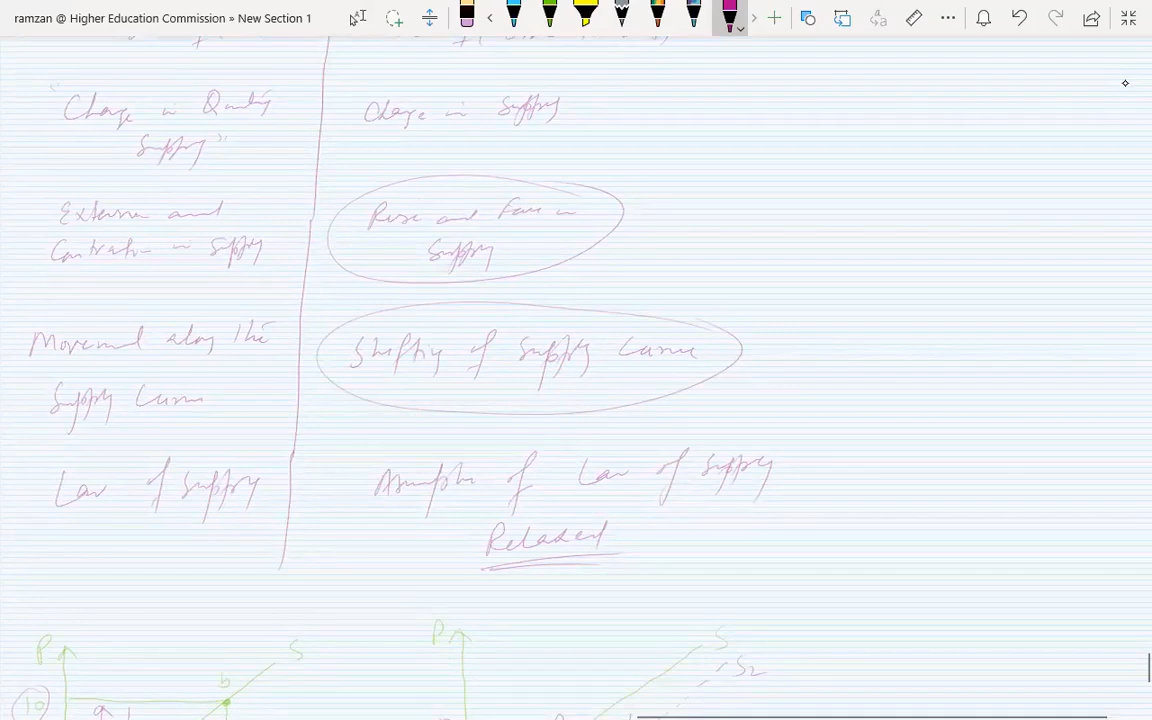 ramzan @ Higher Education Commission » New Section 1
"Change in Quantity
Supply"
Change in Supply
Extension and
Contraction in Supply
Rise and Fall in
Supply
Movement along the
Supply Curve
Shifting of Supply Curve
Law of Supply
Assumption of Law of Supply
Relaxed
P
S
b
10
P
S
S2